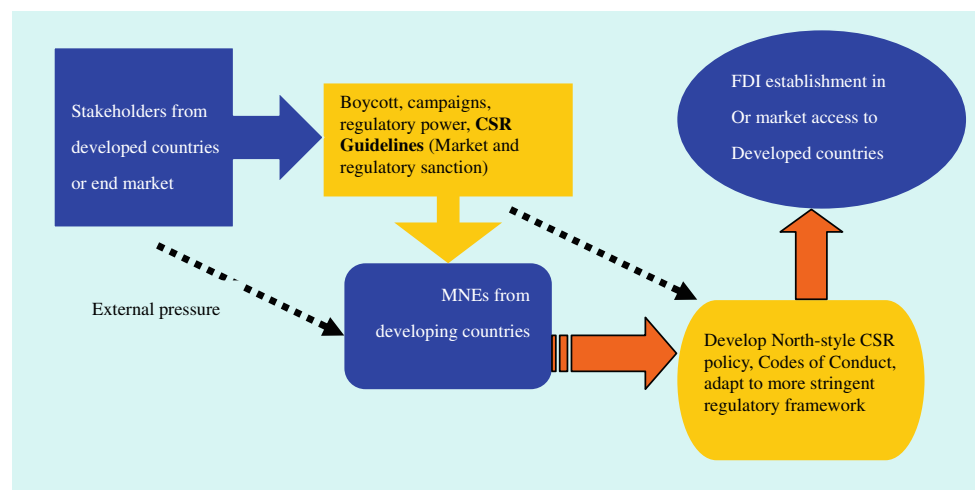 Stakeholders from
developed countries
or end market
Boycott, campaigns,
regulatory power, CSR
Guidelines (Market and
regulatory sanction)
FDI establishment in
Or market access to
Developed countries
External pressure
MNEs from
developing countries
Develop North-style CSR
policy, Codes of Conduct,
adapt to more stringent
regulatory framework